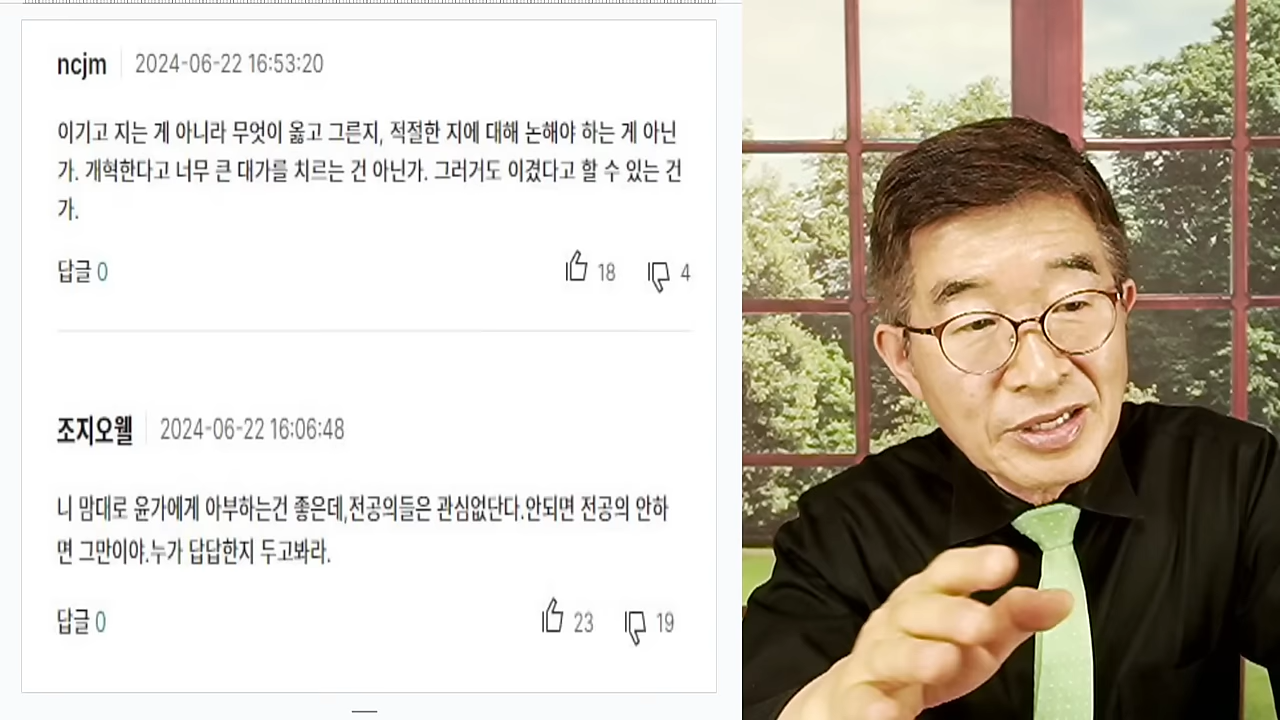 ncjm 2024-06-22 16:53:20
이기고 지는 게 아니라 무엇이 옳고 그른지, 적절한 지에 대해 논해야 하는 게 아닌
가. 개혁한다고 너무 큰 대가를 치르는 건 아닌가. 그러거도 이겼다고 할 수 있는 건
가.
답글 0 18 4
조지오웰 2024-06-22 16:06:48
니 맘대로 윤가에게 아부하는건 좋은데,전공의들은 관심없단다.안되면 전공의 안하
면 그만이야.누가 답답한지 두고봐라.
답글 0 23 19